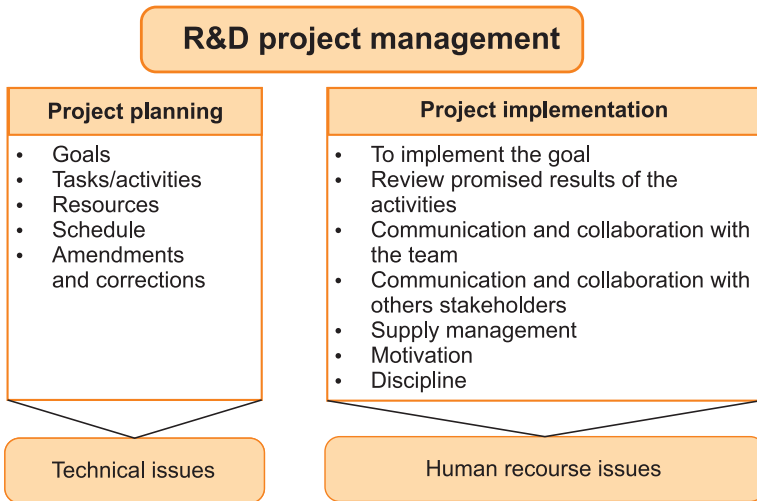 R&D project management
Project planning
• Goals
• Tasks/activities
• Resources
• Schedule
• Amendments
and corrections
Technical issues
Project implementation
• To implement the goal
• Review promised results of the
activities
• Communication and collaboration with
the team
• Communication and collaboration with
others stakeholders
• Supply management
• Motivation
• Discipline
Human recourse issues